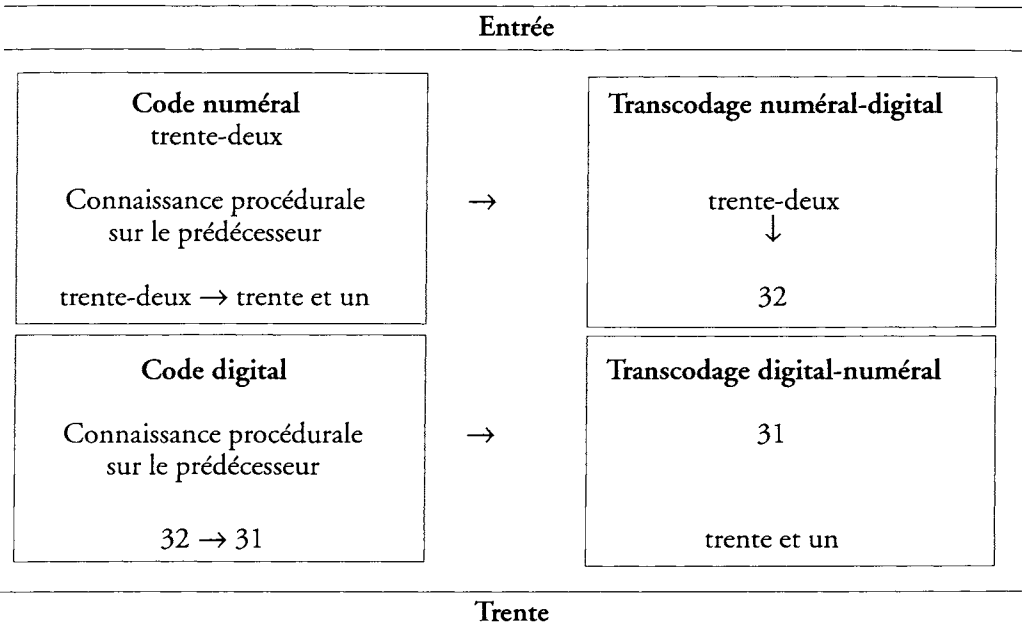 Entrée
Code numéral
trente-deux
Connaissance procédurale
sur le prédécesseur
trente-deux → trente et un
→
Transcodage numéral-digital
trente-deux
↓
32
Code digital
Connaissance procédurale
sur le prédécesseur
32 → 31
→
Transcodage digital-numéral
31
trente et un
Trente